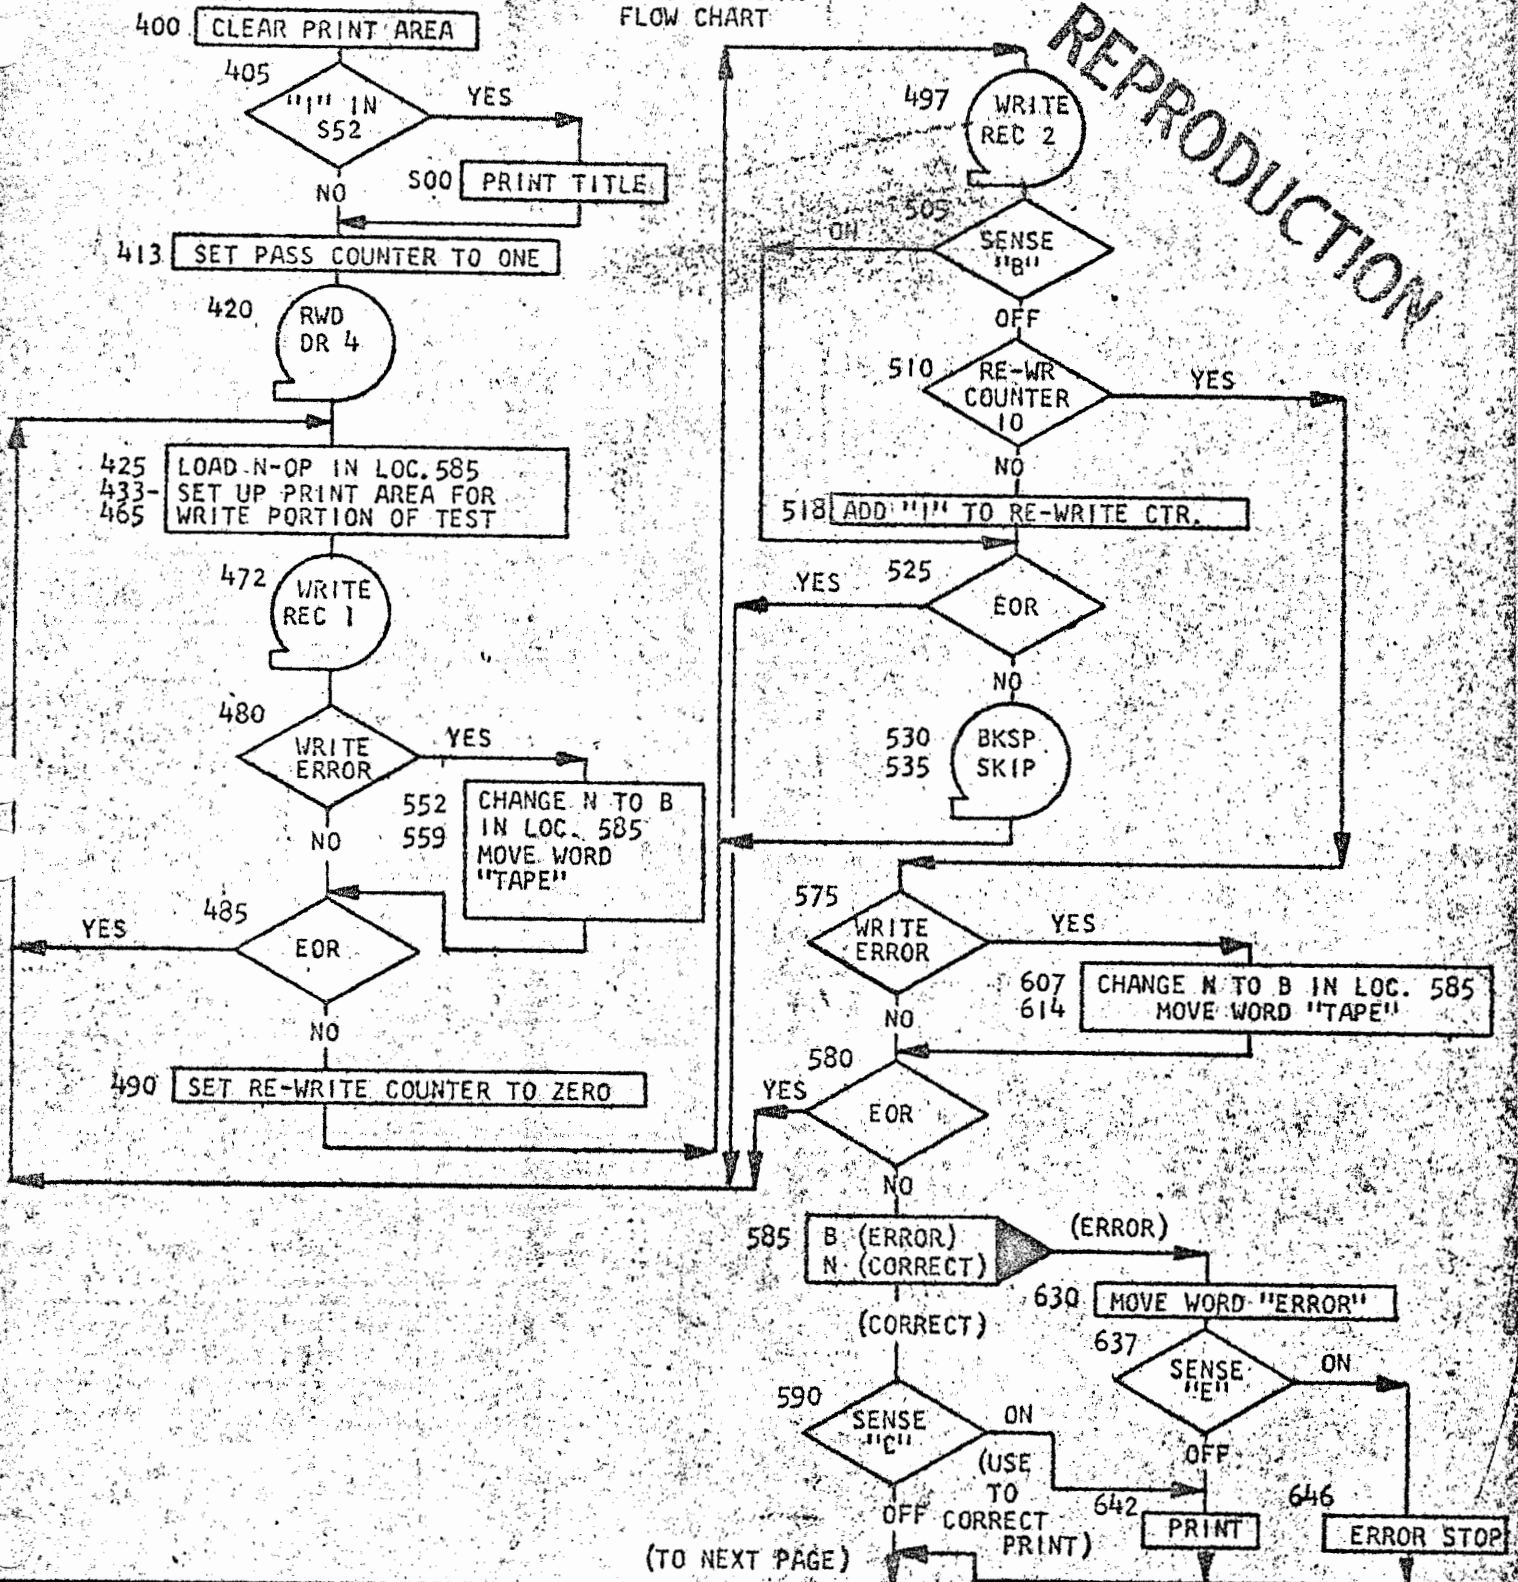 FLOW CHART
REPRODUCTION
400 CLEAR PRINT AREA
405
"1" IN
S52
YES
NO
S00 PRINT TITLE
413 SET PASS COUNTER TO ONE
420
RWD
DR 4
425 LOAD N-OP IN LOC. 585
433- SET UP PRINT AREA FOR
465 WRITE PORTION OF TEST
472
WRITE
REC 1
480
WRITE
ERROR
YES
NO
552
559
CHANGE N TO B
IN LOC. 585
MOVE WORD
"TAPE"
485
EOR
YES
NO
490 SET RE-WRITE COUNTER TO ZERO
497
WRITE
REC 2
505
SENSE
"B"
ON
OFF
510
RE-WR
COUNTER
10
YES
NO
518 ADD "1" TO RE-WRITE CTR.
525
EOR
YES
NO
530 BKSP
535 SKIP
575
WRITE
ERROR
YES
NO
607 CHANGE N TO B IN LOC. 585
614 MOVE WORD "TAPE"
580
EOR
YES
NO
585
B (ERROR)
N (CORRECT)
(ERROR)
(CORRECT)
630 MOVE WORD "ERROR"
637
SENSE
"E"
ON
OFF
590
SENSE
"C"
ON
(USE
TO
CORRECT
PRINT)
OFF
642
PRINT
646
ERROR STOP
(TO NEXT PAGE)